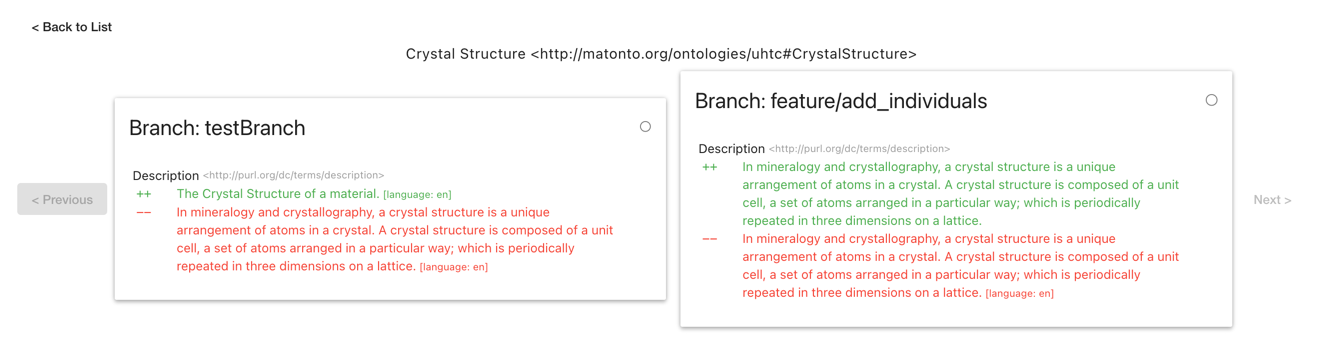 < Back to List
Crystal Structure <http://matonto.org/ontologies/uhtc#CrystalStructure>
< Previous
Branch: testBranch
Description <http://purl.org/dc/terms/description>
++ The Crystal Structure of a material. [language: en]
−− In mineralogy and crystallography, a crystal structure is a unique
arrangement of atoms in a crystal. A crystal structure is composed of a unit
cell, a set of atoms arranged in a particular way; which is periodically
repeated in three dimensions on a lattice. [language: en]
Branch: feature/add_individuals
Description <http://purl.org/dc/terms/description>
++ In mineralogy and crystallography, a crystal structure is a unique
arrangement of atoms in a crystal. A crystal structure is composed of a unit
cell, a set of atoms arranged in a particular way; which is periodically
repeated in three dimensions on a lattice.
−− In mineralogy and crystallography, a crystal structure is a unique
arrangement of atoms in a crystal. A crystal structure is composed of a unit
cell, a set of atoms arranged in a particular way; which is periodically
repeated in three dimensions on a lattice. [language: en]
Next >